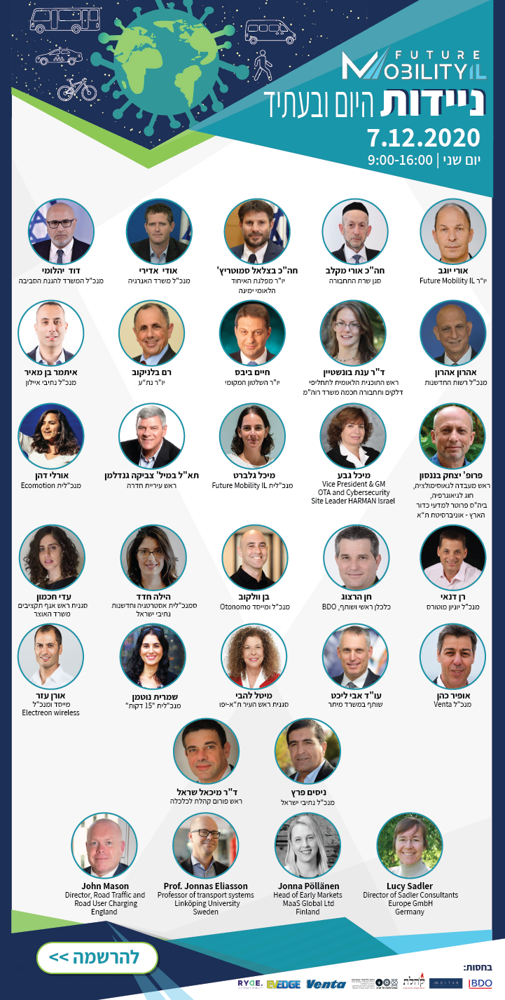 FUTURE
MOBILITYIL
ניידות היום ובעתיד
7.12.2020
יום שני | 9:00-16:00
אורי יוגב
יו"ר Future Mobility IL
חה"כ אורי מקלב
סגן שרת התחבורה
חה"כ בצלאל סמוטריץ'
יו"ר מפלגת האיחוד
הלאומי ימינה
אודי אדירי
מנכ"ל משרד האנרגיה
דוד יהלומי
מנכ"ל המשרד להגנת הסביבה
אהרון אהרון
מנכ"ל רשות החדשנות
ד"ר ענת בונשטיין
ראש התוכנית הלאומית לתחליפי
דלקים ותחבורה חכמה משרד רוה"מ
חיים ביבס
יו"ר השלטון המקומי
רם בלניקוב
יו"ר נת"ע
איתמר בן מאיר
מנכ"ל נתיבי איילון
פרופ' יצחק בננסון
ראש מעבדה לגאוסימולציה,
חוג לגיאוגרפיה,
ביה"ס פרוטר למדעי כדור
הארץ - אוניברסיטת ת"א
מיכל גבע
Vice President & GM
OTA and Cybersecurity
Site Leader HARMAN Israel
מיכל גלברט
מנכ"לית Future Mobility IL
תא"ל במיל' צביקה גנדלמן
ראש עיריית חדרה
אורלי דהן
מנכ"לית Ecomotion
רן דנאי
מנכ"ל יוניון מוטורס
חן הרצוג
כלכלן ראשי ושותף, BDO
בן וולקוב
מנכ"ל ומייסד Otonomo
הילה חדד
סמנכ"לית אסטרטגיה וחדשנות
נתיבי ישראל
עדי חכמון
סגנית ראש אגף תקציבים
משרד האוצר
אופיר כהן
מנכ"ל Venta
עו"ד אבי ליכט
שותף במשרד מיתר
מיטל להבי
סגנית ראש העיר ת"א-יפו
שמרית נוטמן
מנכ"לית "15 דקות"
אורן עזר
מייסד ומנכ"ל
Electreon wireless
ניסים פרץ
מנכ"ל נתיבי ישראל
ד"ר מיכאל שראל
ראש פורום קהלת לכלכלה
John Mason
Director, Road Traffic and
Road User Charging
England
Prof. Jonnas Eliasson
Professor of transport systems
Linköping University
Sweden
Jonna Pöllänen
Head of Early Markets
MaaS Global Ltd
Finland
Lucy Sadler
Director of Sadler Consultants
Europe GmbH
Germany
להרשמה >>
בחסות:
BDO
MEITAR
קהלת
Venta
EVEDGE
RYDE.